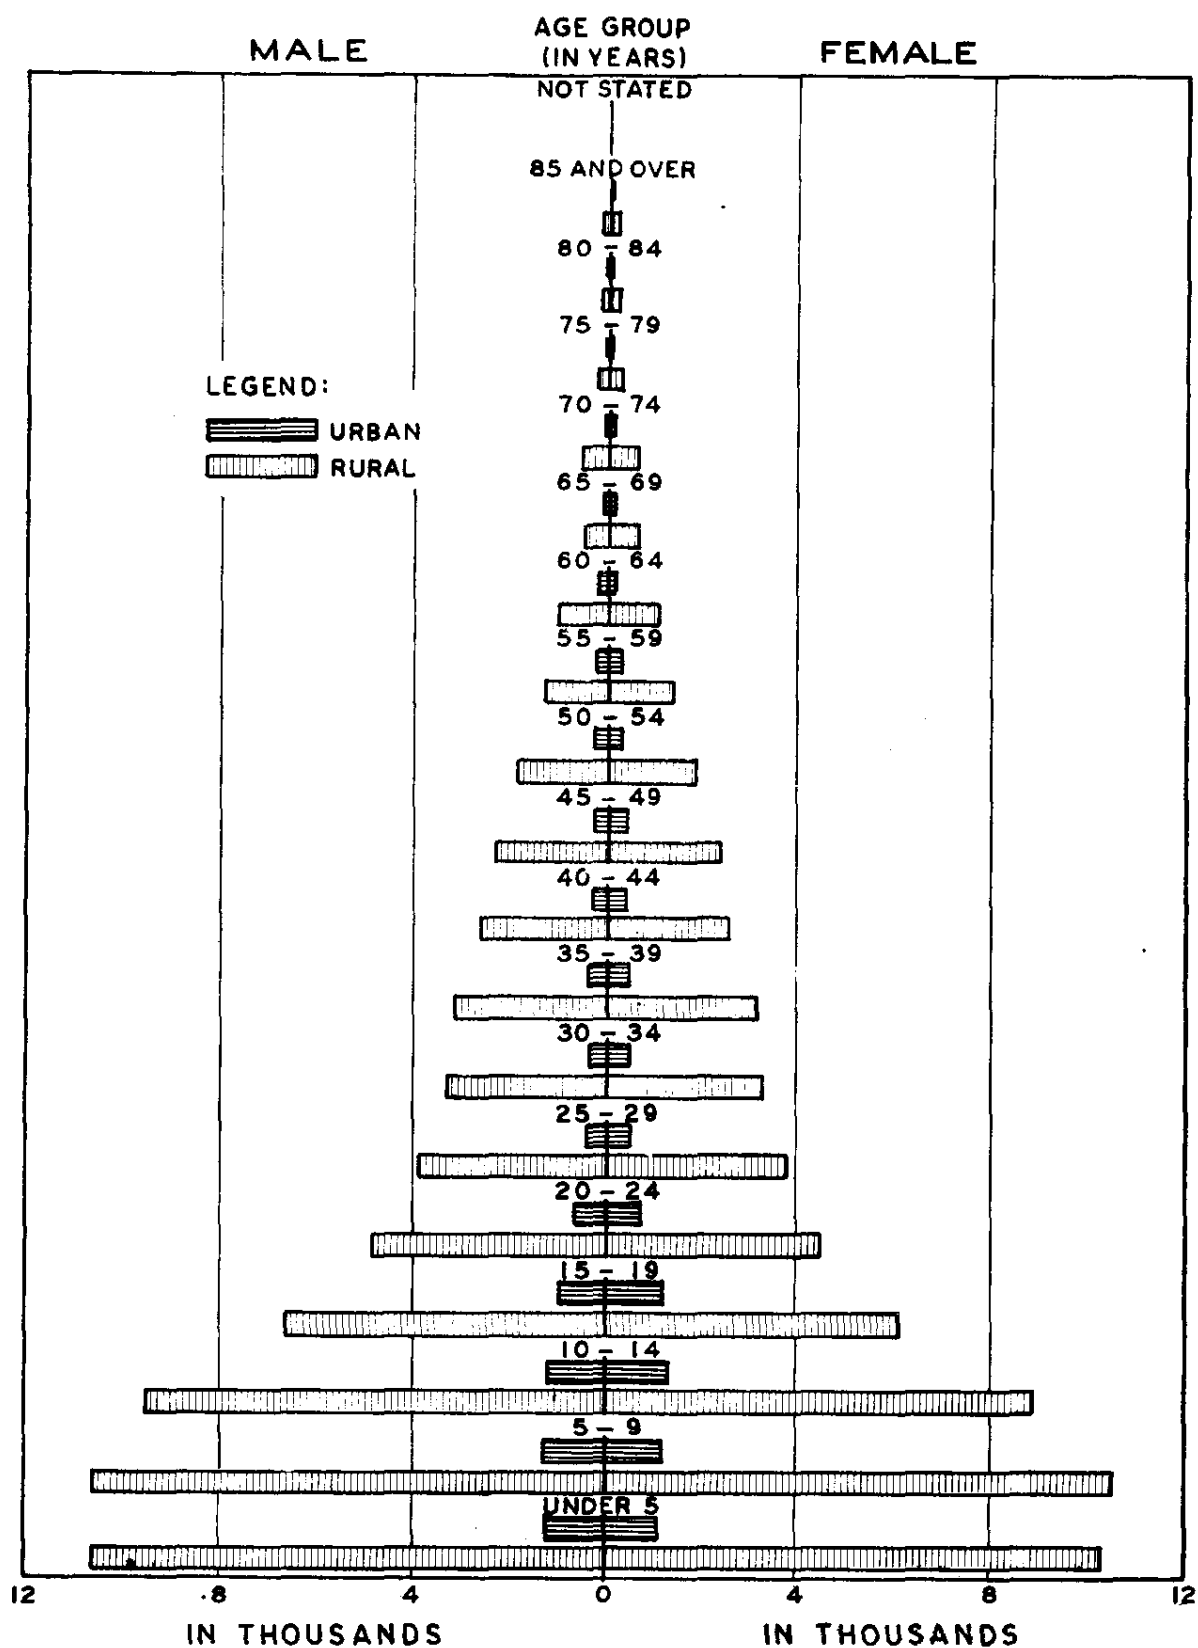 MALE
AGE GROUP
(IN YEARS)
FEMALE
NOT STATED
85 AND OVER
80 - 84
75 - 79
70 - 74
LEGEND:
URBAN
RURAL
65 - 69
60 - 64
55 - 59
50 - 54
45 - 49
40 - 44
35 - 39
30 - 34
25 - 29
20 - 24
15 - 19
10 - 14
5 - 9
UNDER 5
12 8 4 0 4 8 12
IN THOUSANDS IN THOUSANDS